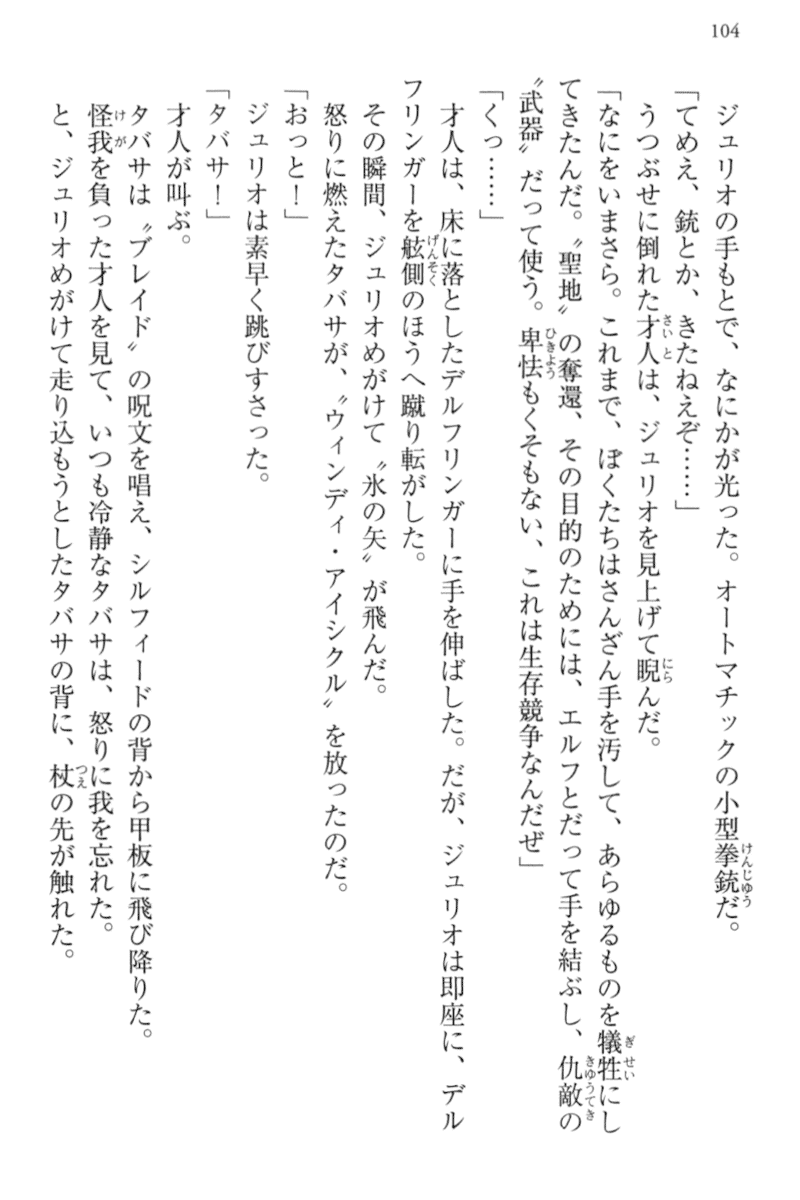 104
ジュリオの手もとで、なにかが光った。オートマチックの小型拳銃だ。
「てめえ、銃とか、きたねえぞ……」
うつぶせに倒れた才人は、ジュリオを見上げて睨んだ。
「なにをいまさら。これまで、ぼくたちはさんざん手を汚して、あらゆるものを犠牲にし
てきたんだ。〝聖地〟の奪還、その目的のためには、エルフとだって手を結ぶし、仇敵の
〝武器〟だって使う。卑怯もくそもない、これは生存競争なんだぜ」
「くっ……」
才人は、床に落としたデルフリンガーに手を伸ばした。だが、ジュリオは即座に、デル
フリンガーを舷側のほうへ蹴り転がした。
その瞬間、ジュリオめがけて〝氷の矢〟が飛んだ。
怒りに燃えたタバサが、〝ウィンディ・アイシクル〟を放ったのだ。
「おっと！」
ジュリオは素早く跳びすさった。
「タバサ！」
才人が叫ぶ。
タバサは〝ブレイド〟の呪文を唱え、シルフィードの背から甲板に飛び降りた。
怪我を負った才人を見て、いつも冷静なタバサは、怒りに我を忘れた。
と、ジュリオめがけて走り込もうとしたタバサの背に、杖の先が触れた。